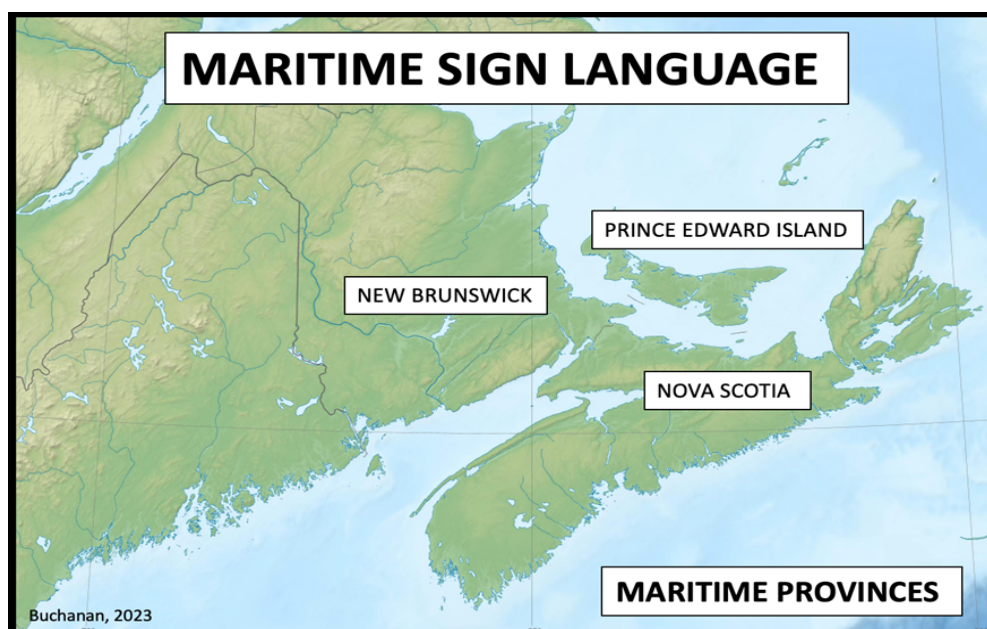 MARITIME SIGN LANGUAGE
PRINCE EDWARD ISLAND
NEW BRUNSWICK
NOVA SCOTIA
MARITIME PROVINCES
Buchanan, 2023